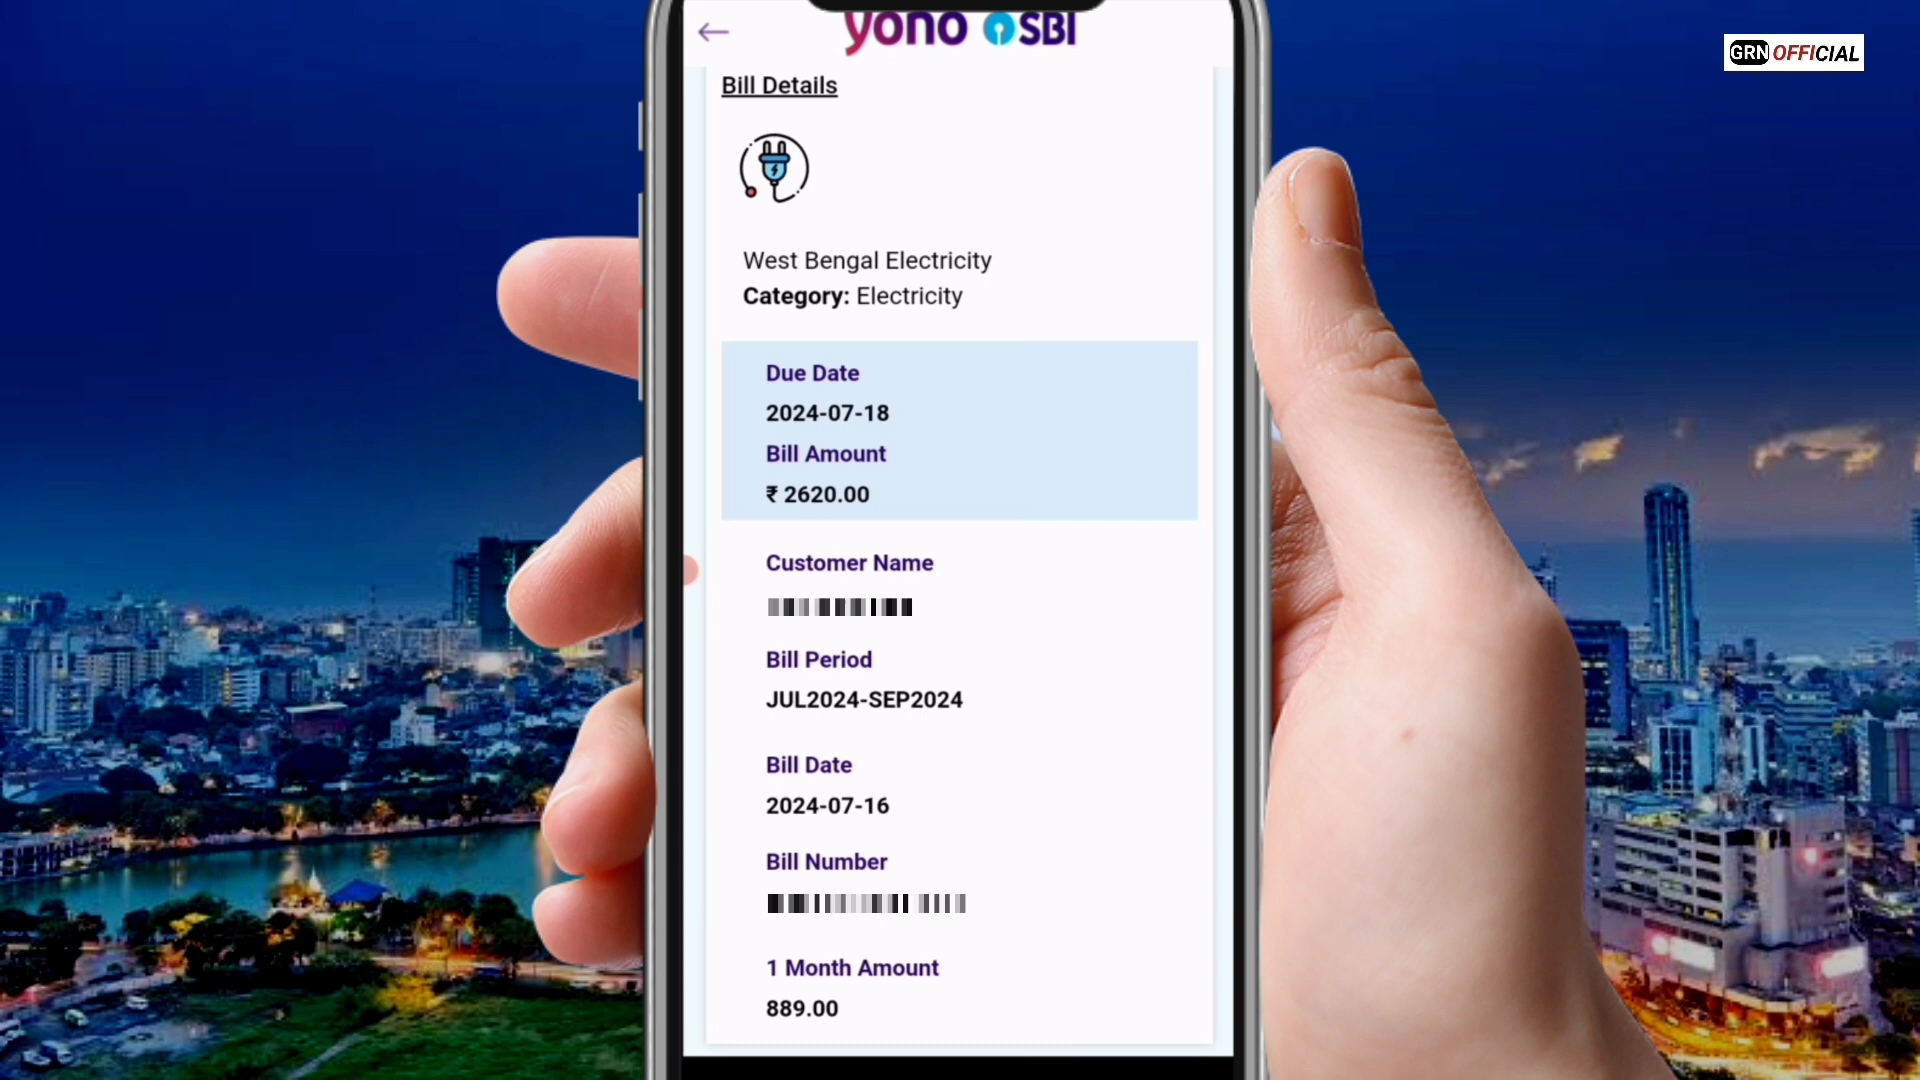 yono SBI
GRN OFFICIAL
Bill Details
West Bengal Electricity
Category: Electricity
Due Date
2024-07-18
Bill Amount
₹ 2620.00
Customer Name
Bill Period
JUL2024-SEP2024
Bill Date
2024-07-16
Bill Number
1 Month Amount
889.00